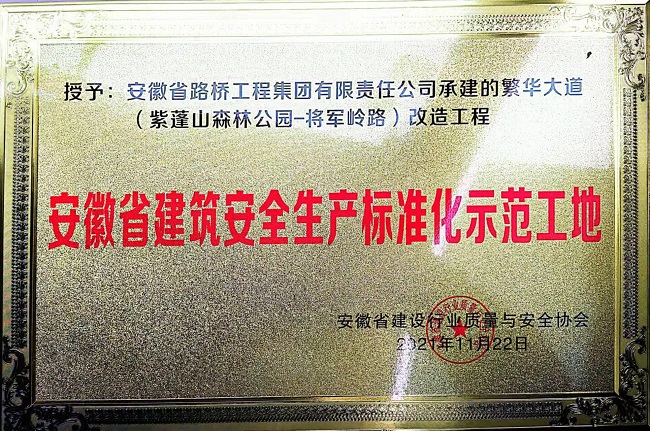 授予：安徽省路桥工程集团有限责任公司承建的繁华大道
（紫蓬山森林公园-将军岭路）改造工程
安徽省建筑安全生产标准化示范工地
安徽省建设行业质量与安全协会
2021年11月22日